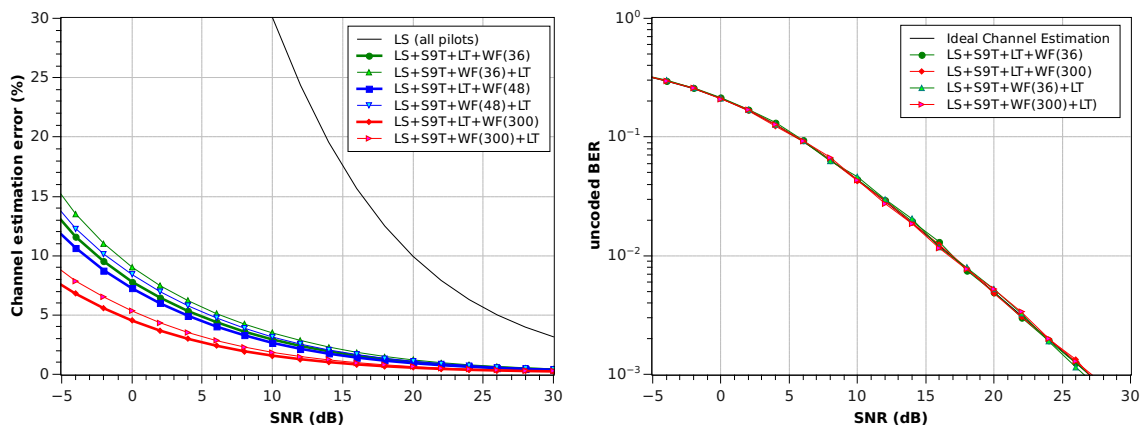 30
25
20
15
10
5
0
Channel estimation error (%)
−5
0
5
10
15
20
25
30
SNR (dB)
LS (all pilots)
LS+S9T+LT+WF(36)
LS+S9T+WF(36)+LT
LS+S9T+LT+WF(48)
LS+S9T+WF(48)+LT
LS+S9T+LT+WF(300)
LS+S9T+WF(300)+LT
10⁰
10⁻¹
10⁻²
10⁻³
uncoded BER
−5
0
5
10
15
20
25
30
SNR (dB)
Ideal Channel Estimation
LS+S9T+LT+WF(36)
LS+S9T+LT+WF(300)
LS+S9T+WF(36)+LT
LS+S9T+WF(300)+LT)